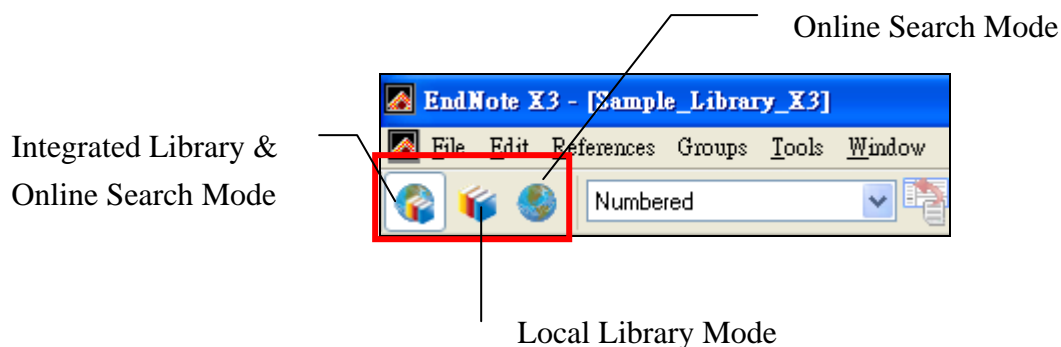 Online Search Mode
EndNote X3 - [Sample_Library_X3]
Integrated Library &
Online Search Mode
File Edit References Groups Tools Window
Numbered
Local Library Mode